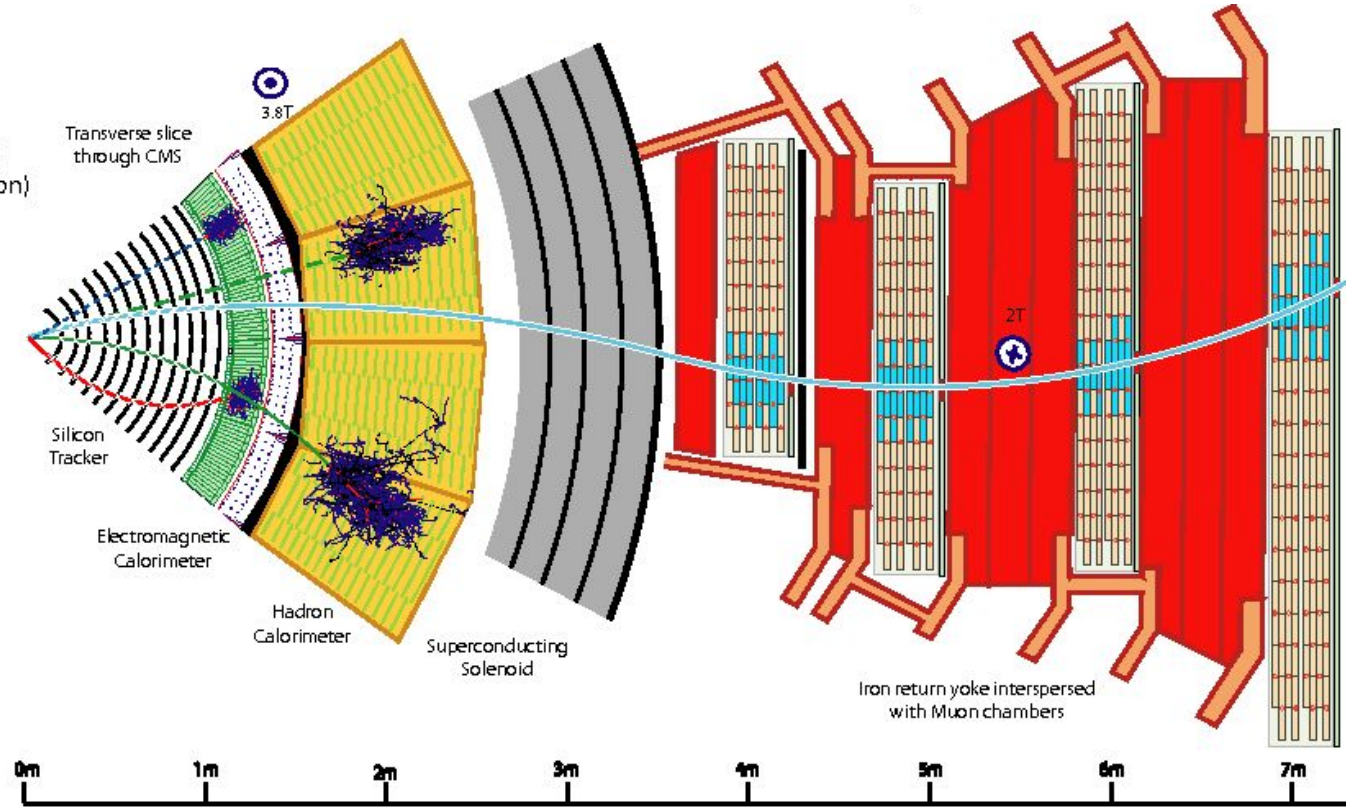 3.8T
Transverse slice
through CMS
2T
Silicon
Tracker
Electromagnetic
Calorimeter
Hadron
Calorimeter
Superconducting
Solenoid
Iron return yoke interspersed
with Muon chambers
0m 1m 2m 3m 4m 5m 6m 7m